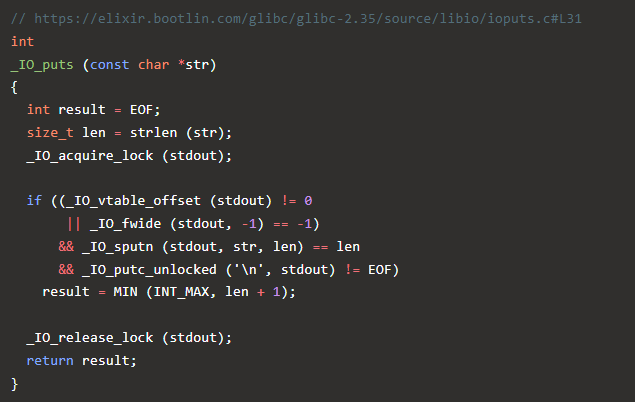 // https://elixir.bootlin.com/glibc/glibc-2.35/source/libio/ioputs.c#L31
int
_IO_puts (const char *str)
{
  int result = EOF;
  size_t len = strlen (str);
  _IO_acquire_lock (stdout);

  if ((_IO_vtable_offset (stdout) != 0
       || _IO_fwide (stdout, -1) == -1)
      && _IO_sputn (stdout, str, len) == len
      && _IO_putc_unlocked ('\n', stdout) != EOF)
    result = MIN (INT_MAX, len + 1);

  _IO_release_lock (stdout);
  return result;
}